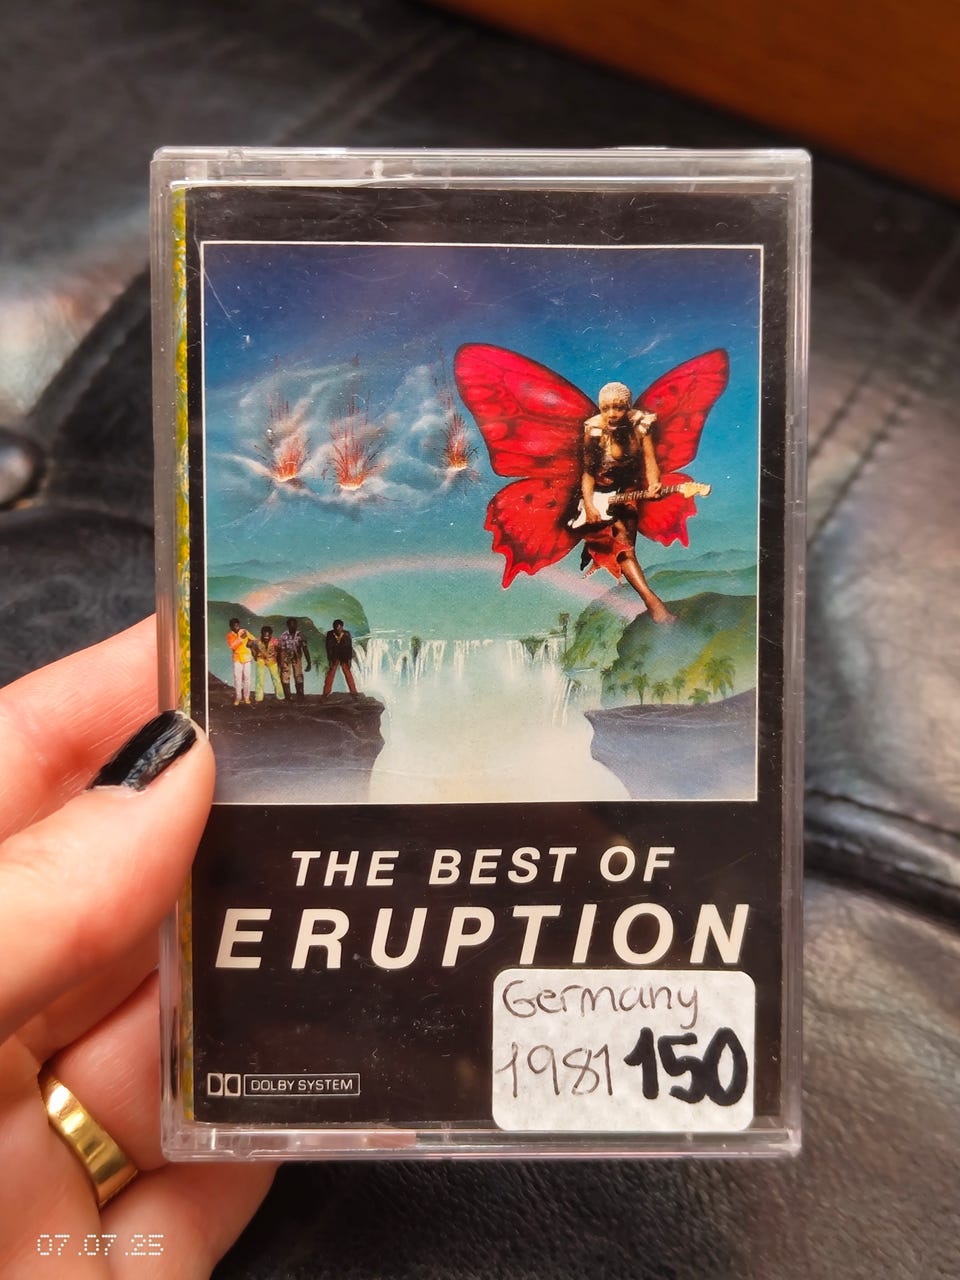 THE BEST OF
ERUPTION
Germany
1981 150
DOLBY SYSTEM
07.07.25